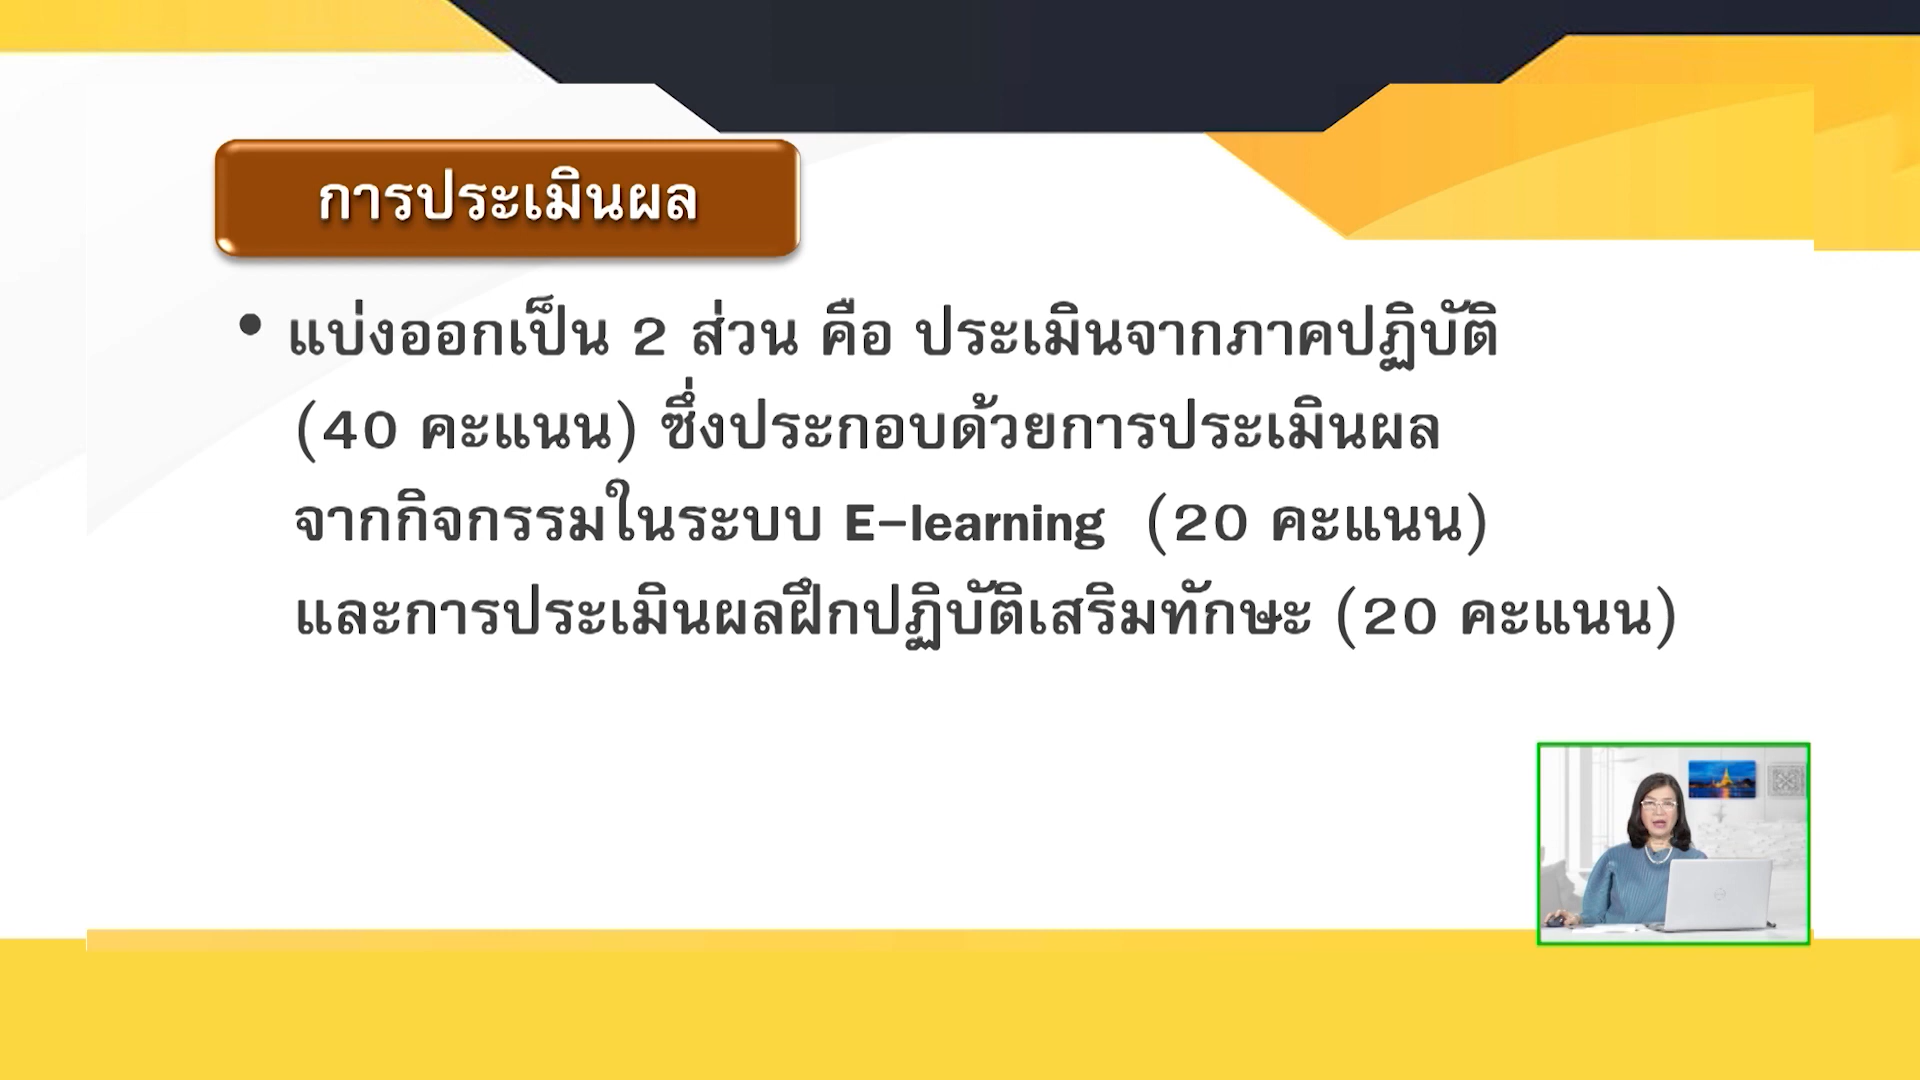 การประเมินผล
• แบ่งออกเป็น 2 ส่วน คือ ประเมินจากภาคปฏิบัติ
(40 คะแนน) ซึ่งประกอบด้วยการประเมินผล
จากกิจกรรมในระบบ E-learning (20 คะแนน)
และการประเมินผลฝึกปฏิบัติเสริมทักษะ (20 คะแนน)